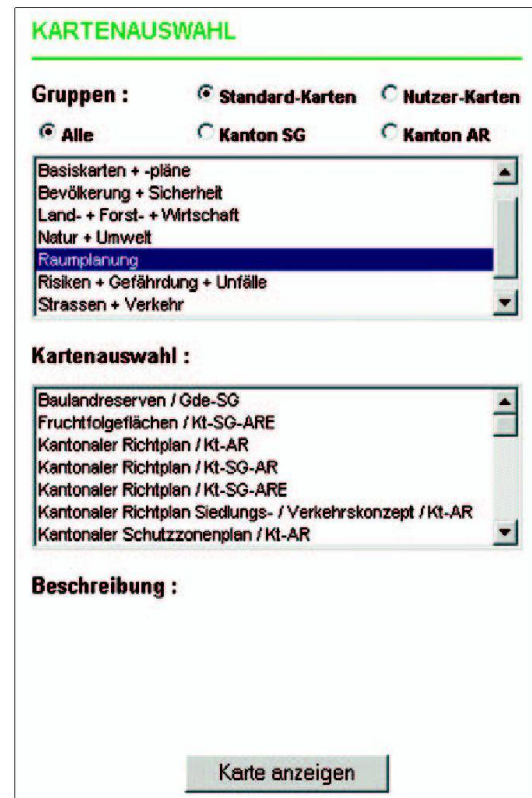 KARTENAUSWAHL
Gruppen : Standard-Karten Nutzer-Karten
Alle Kanton SG Kanton AR
Basiskarten + -pläne
Bevölkerung + Sicherheit
Land- + Forst- + Wirtschaft
Natur + Umwelt
Raumplanung
Risiken + Gefährdung + Unfälle
Strassen + Verkehr
Kartenauswahl :
Baulandreserven / Gde-SG
Fruchtfolgeflächen / Kt-SG-ARE
Kantonaler Richtplan / Kt-AR
Kantonaler Richtplan / Kt-SG-AR
Kantonaler Richtplan / Kt-SG-ARE
Kantonaler Richtplan Siedlungs- / Verkehrskonzept / Kt-AR
Kantonaler Schutzzonenplan / Kt-AR
Beschreibung :
Karte anzeigen